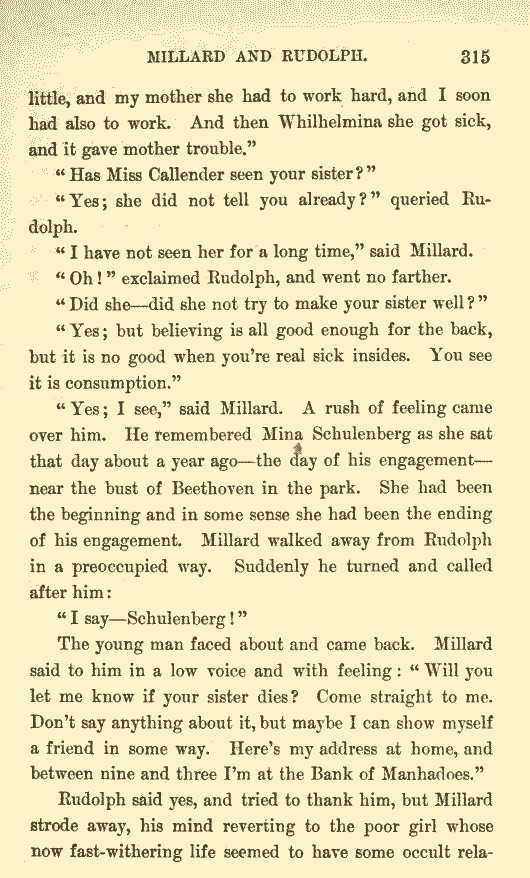 MILLARD AND RUDOLPH. 315
little, and my mother she had to work hard, and I soon
had also to work. And then Whilhelmina she got sick,
and it gave mother trouble."
"Has Miss Callender seen your sister?"
"Yes; she did not tell you already?" queried Ru-
dolph.
"I have not seen her for a long time," said Millard.
"Oh!" exclaimed Rudolph, and went no farther.
"Did she—did she not try to make your sister well?"
"Yes; but believing is all good enough for the back,
but it is no good when you're real sick insides. You see
it is consumption."
"Yes; I see," said Millard. A rush of feeling came
over him. He remembered Mina Schulenberg as she sat
that day about a year ago—the day of his engagement—
near the bust of Beethoven in the park. She had been
the beginning and in some sense she had been the ending
of his engagement. Millard walked away from Rudolph
in a preoccupied way. Suddenly he turned and called
after him:
"I say—Schulenberg!"
The young man faced about and came back. Millard
said to him in a low voice and with feeling: "Will you
let me know if your sister dies? Come straight to me.
Don't say anything about it, but maybe I can show myself
a friend in some way. Here's my address at home, and
between nine and three I'm at the Bank of Manhadoes."
Rudolph said yes, and tried to thank him, but Millard
strode away, his mind reverting to the poor girl whose
now fast-withering life seemed to have some occult rela-